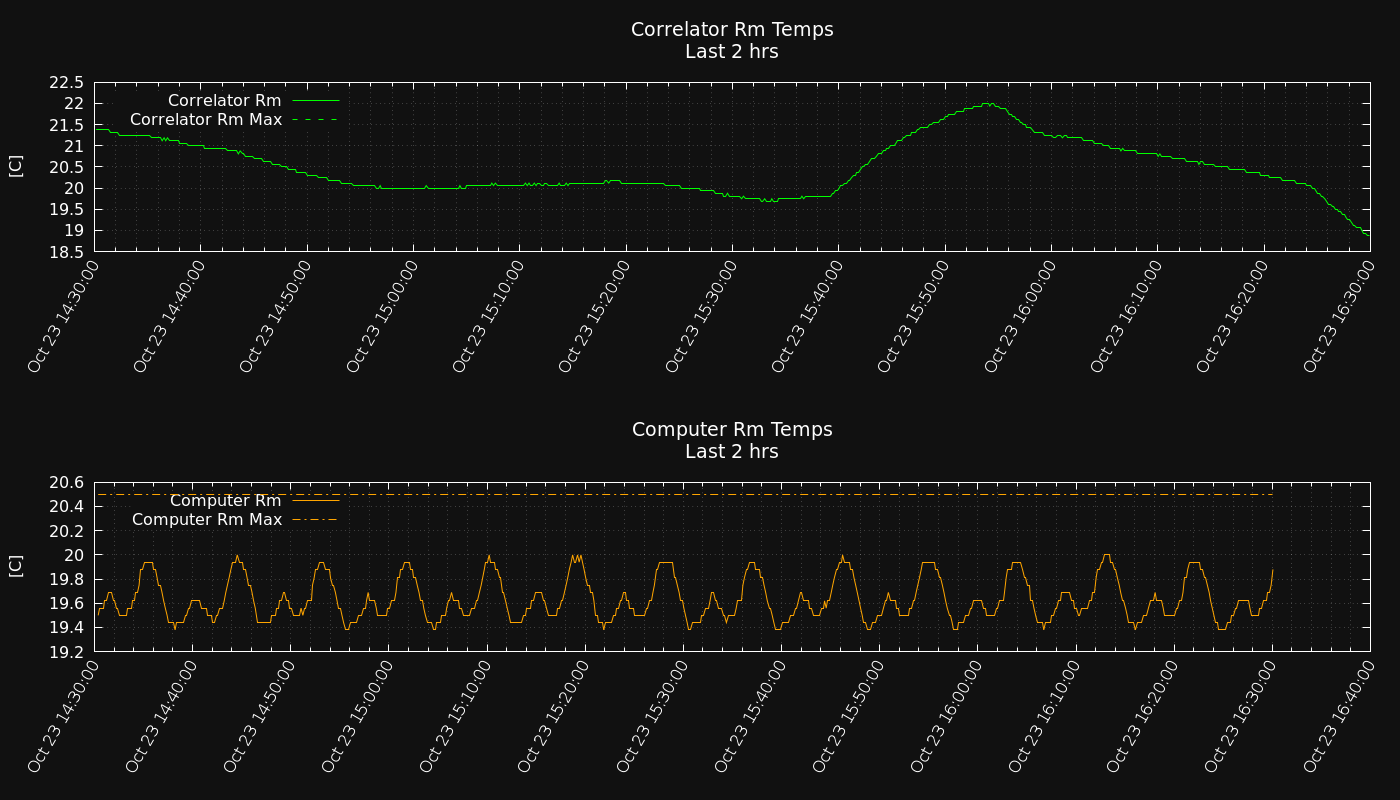 Correlator Rm Temps
Last 2 hrs
Correlator Rm
Correlator Rm Max
[C]
22.5
22
21.5
21
20.5
20
19.5
19
18.5
Oct 23 14:30:00
Oct 23 14:40:00
Oct 23 14:50:00
Oct 23 15:00:00
Oct 23 15:10:00
Oct 23 15:20:00
Oct 23 15:30:00
Oct 23 15:40:00
Oct 23 15:50:00
Oct 23 16:00:00
Oct 23 16:10:00
Oct 23 16:20:00
Oct 23 16:30:00
Computer Rm Temps
Last 2 hrs
Computer Rm
Computer Rm Max
[C]
20.6
20.4
20.2
20
19.8
19.6
19.4
19.2
Oct 23 14:30:00
Oct 23 14:40:00
Oct 23 14:50:00
Oct 23 15:00:00
Oct 23 15:10:00
Oct 23 15:20:00
Oct 23 15:30:00
Oct 23 15:40:00
Oct 23 15:50:00
Oct 23 16:00:00
Oct 23 16:10:00
Oct 23 16:20:00
Oct 23 16:30:00
Oct 23 16:40:00